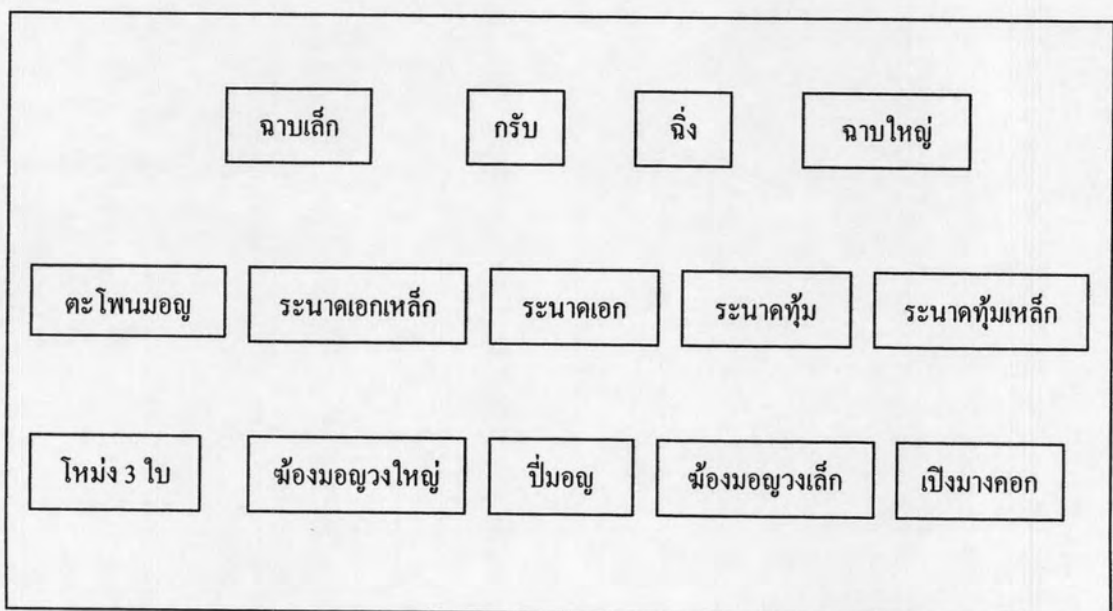 ฉาบเล็ก กรับ ฉิ่ง ฉาบใหญ่
ตะโพนมอญ ระนาดเอกเหล็ก ระนาดเอก ระนาดทุ้ม ระนาดทุ้มเหล็ก
โหม่ง 3 ใบ ฆ้องมอญวงใหญ่ ปี่มอญ ฆ้องมอญวงเล็ก เปิงมางคอก